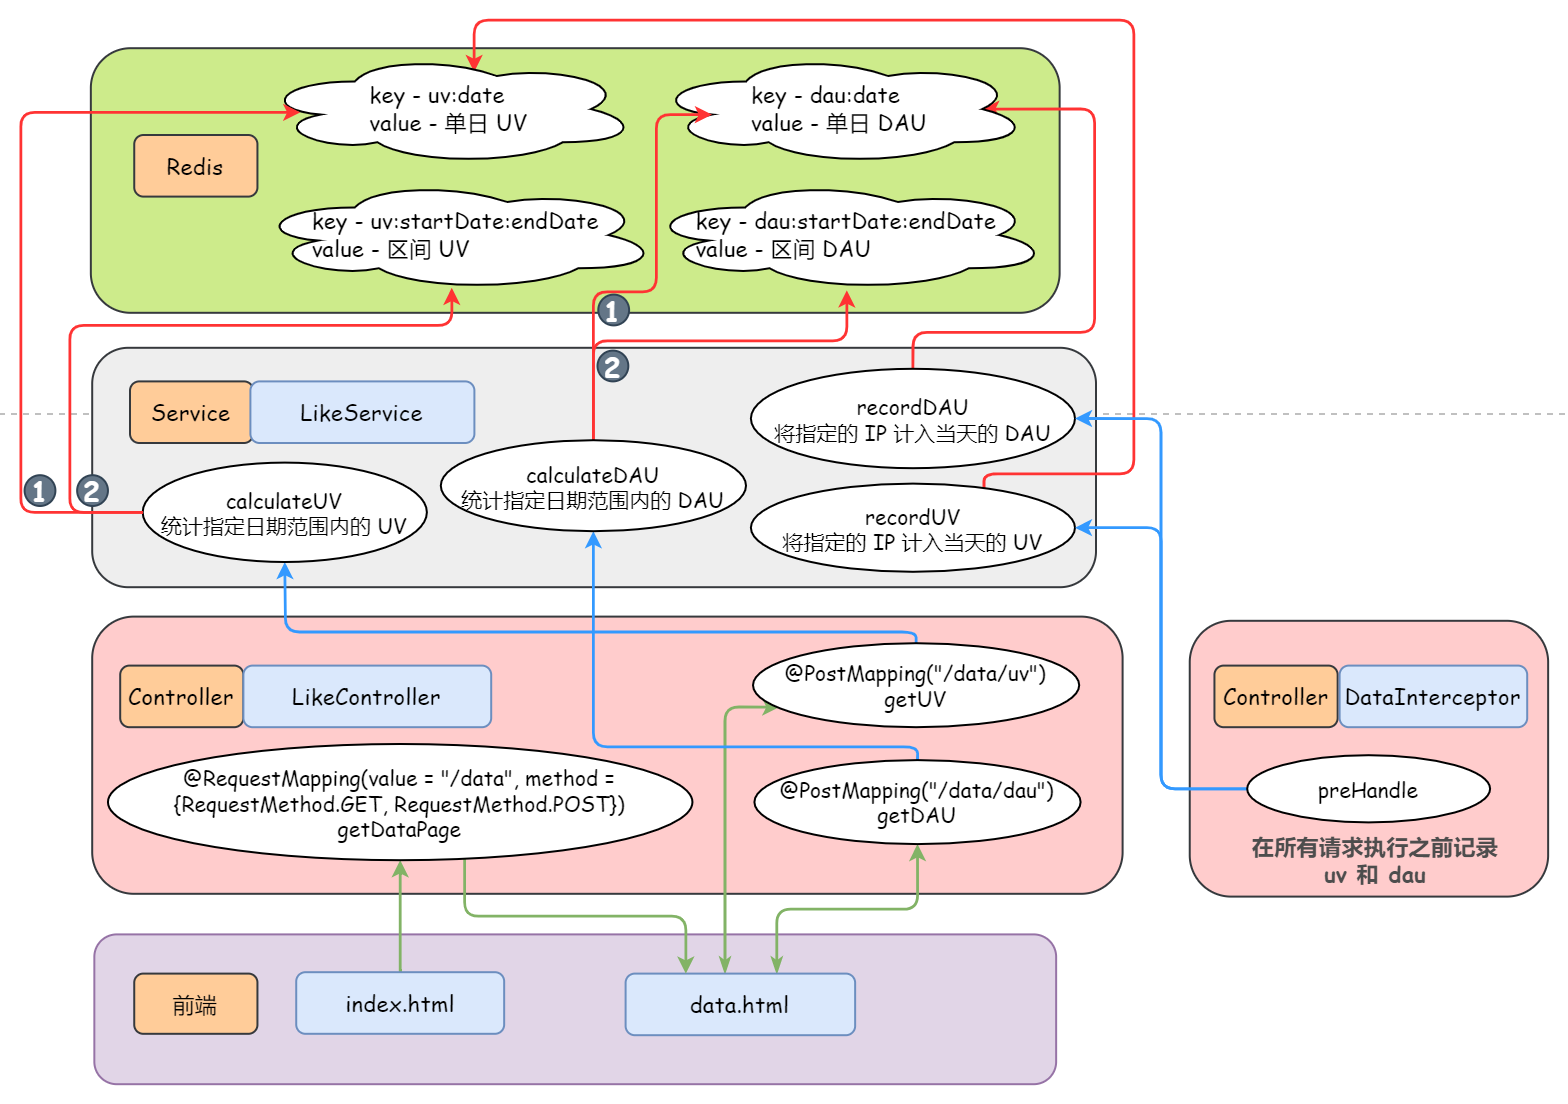 key - uv:date
value - 单日 UV
key - dau:date
value - 单日 DAU
Redis
key - uv:startDate:endDate
value - 区间 UV
key - dau:startDate:endDate
value - 区间 DAU
1
2
Service
LikeService
recordDAU
将指定的 IP 计入当天的 DAU
calculateDAU
统计指定日期范围内的 DAU
1
2
calculateUV
统计指定日期范围内的 UV
recordUV
将指定的 IP 计入当天的 UV
@PostMapping("/data/uv")
getUV
Controller
LikeController
@RequestMapping(value = "/data", method =
{RequestMethod.GET, RequestMethod.POST})
getDataPage
@PostMapping("/data/dau")
getDAU
Controller
DataInterceptor
preHandle
在所有请求执行之前记录
uv 和 dau
前端
index.html
data.html